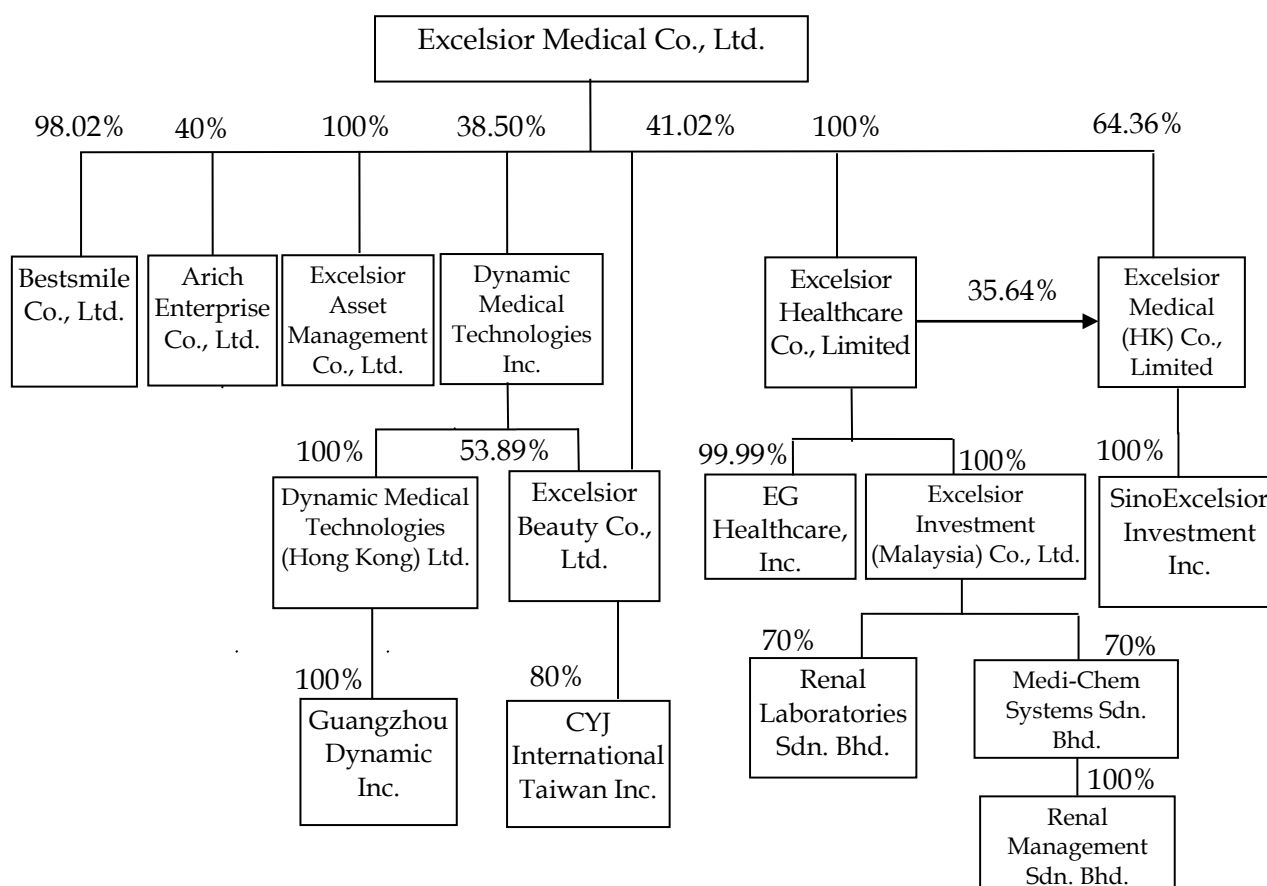 Excelsior Medical Co., Ltd.
98.02%
40%
100%
38.50%
41.02%
100%
64.36%
Bestsmile
Co., Ltd.
Arich
Enterprise
Co., Ltd.
Excelsior
Asset
Management
Co., Ltd.
Dynamic
Medical
Technologies
Inc.
Excelsior
Healthcare
Co., Limited
35.64%
Excelsior
Medical
(HK) Co.,
Limited
100%
53.89%
99.99%
100%
100%
Dynamic Medical
Technologies
(Hong Kong) Ltd.
Excelsior
Beauty Co.,
Ltd.
EG
Healthcare,
Inc.
Excelsior
Investment
(Malaysia) Co., Ltd.
SinoExcelsior
Investment
Inc.
100%
80%
70%
70%
Guangzhou
Dynamic
Inc.
CYJ
International
Taiwan Inc.
Renal
Laboratories
Sdn. Bhd.
Medi-Chem
Systems Sdn.
Bhd.
100%
Renal
Management
Sdn. Bhd.